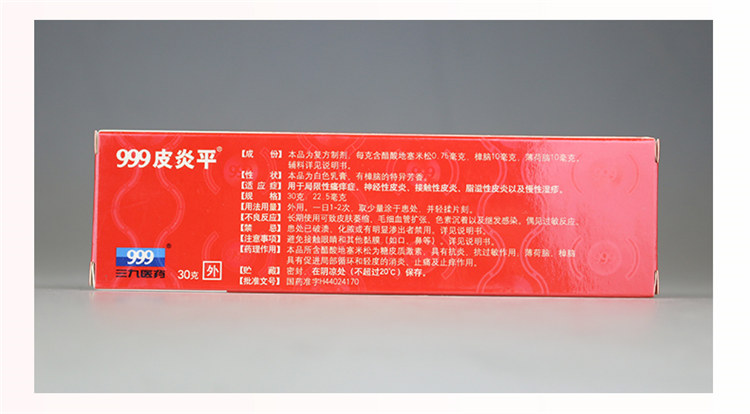 999皮炎平®
【成 份】本品为复方制剂，每克含醋酸地塞米松0.75毫克、樟脑10毫克、薄荷脑10毫克。
辅料详见说明书。
【性 状】本品为白色乳膏，有樟脑的特异芳香。
【适 应 症】用于局限性瘙痒症、神经性皮炎、接触性皮炎、脂溢性皮炎以及慢性湿疹。
【规 格】30克：22.5毫克
【用法用量】外用，一日1-2次，取少量涂于患处，并轻揉片刻。
【不良反应】长期使用可致皮肤萎缩、毛细血管扩张、色素沉着以及继发感染，偶见过敏反应。
【禁 忌】患处已破溃、化脓或有明显渗出者禁用。详见说明书。
【注意事项】避免接触眼睛和其他黏膜（如口、鼻等）。详见说明书。
【药理作用】本品所含醋酸地塞米松为糖皮质激素，具有抗炎、抗过敏作用；薄荷脑、樟脑
具有促进局部循环和轻度的消炎、止痛及止痒作用。
【贮 藏】密封，在阴凉处（不超过20℃）保存。
【批准文号】国药准字H44024170
999®
三九医药
30克 外